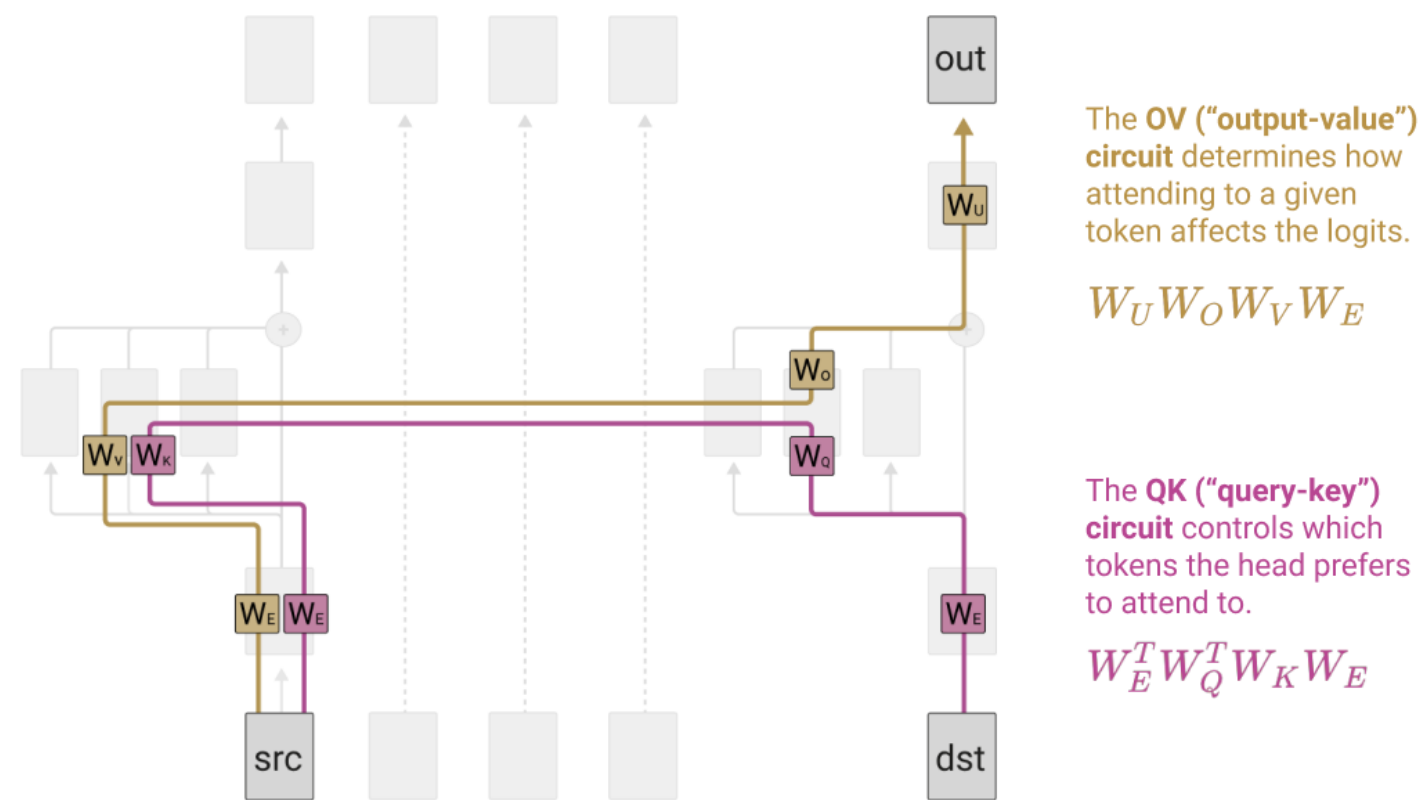 out
The OV (“output-value”)
circuit determines how
attending to a given
token affects the logits.
W_U
W_U W_O W_V W_E
W_O
W_V W_K
W_Q
The QK (“query-key”)
circuit controls which
tokens the head prefers
to attend to.
W_E W_E
W_E
W_E^T W_Q^T W_K W_E
src
dst
+
+